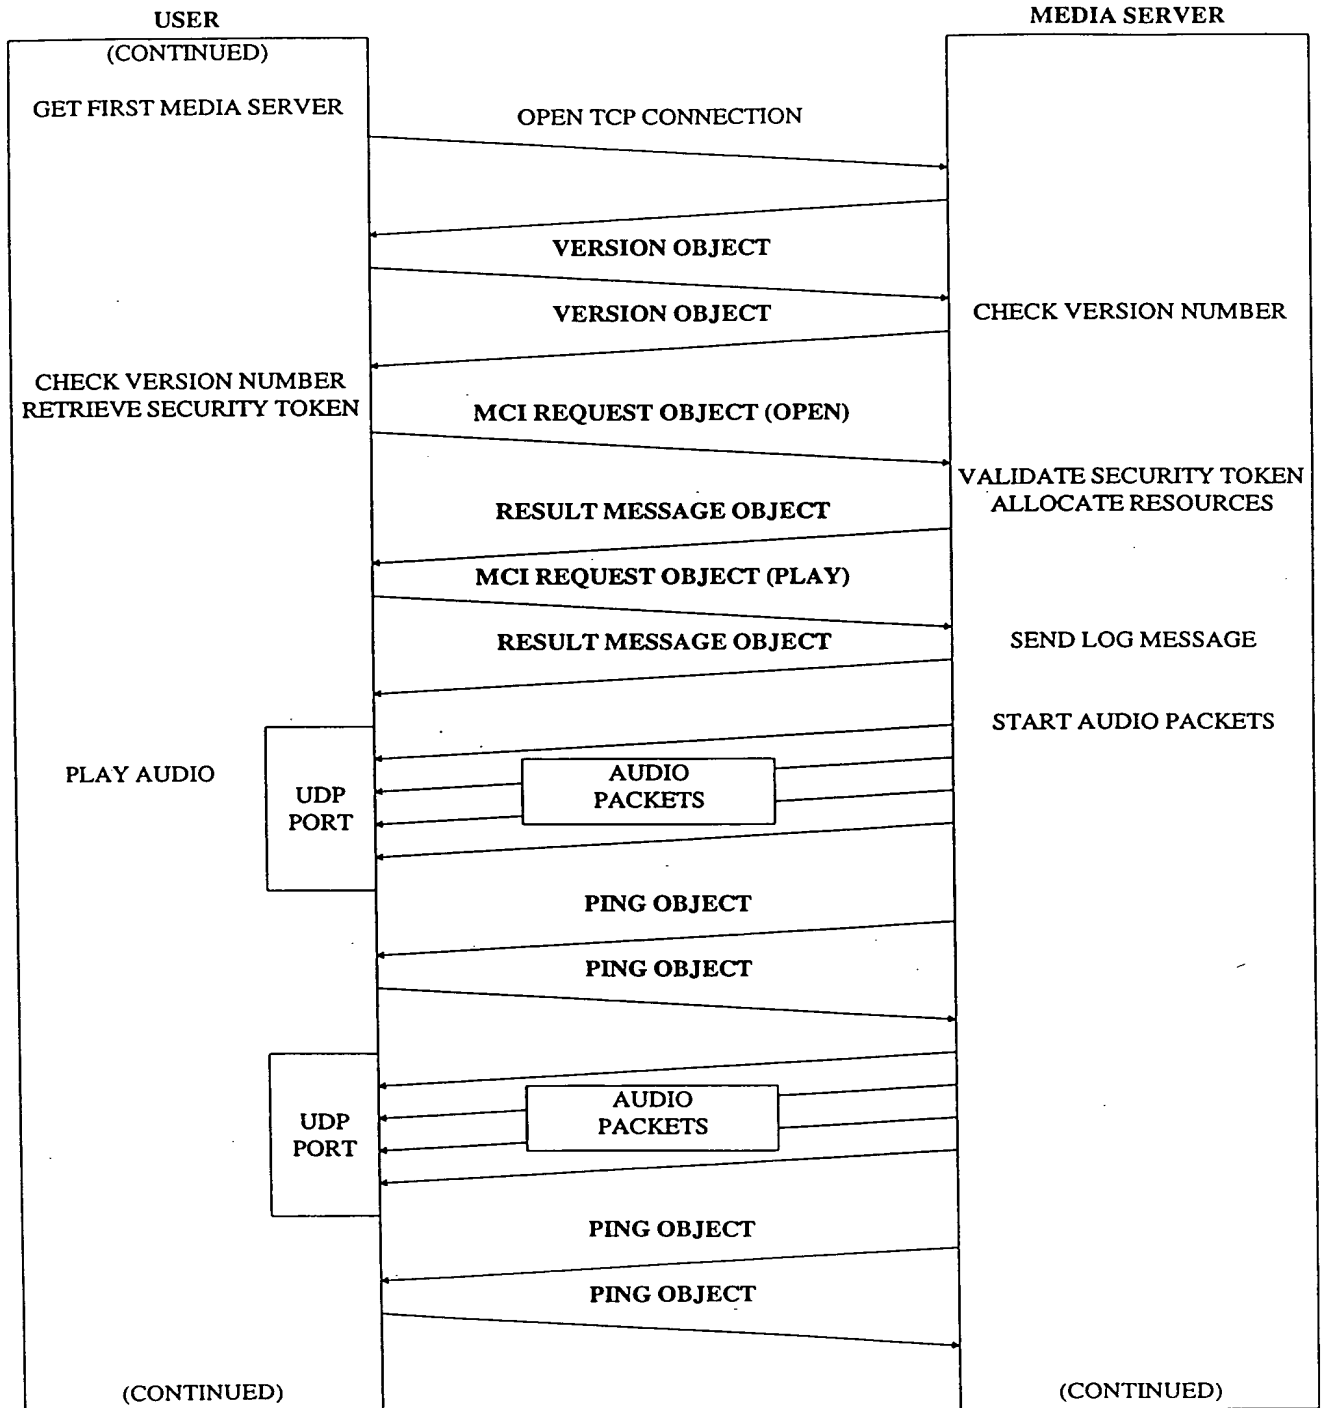 USER
MEDIA SERVER
(CONTINUED)
GET FIRST MEDIA SERVER
OPEN TCP CONNECTION
VERSION OBJECT
VERSION OBJECT
CHECK VERSION NUMBER
CHECK VERSION NUMBER
RETRIEVE SECURITY TOKEN
MCI REQUEST OBJECT (OPEN)
VALIDATE SECURITY TOKEN
ALLOCATE RESOURCES
RESULT MESSAGE OBJECT
MCI REQUEST OBJECT (PLAY)
RESULT MESSAGE OBJECT
SEND LOG MESSAGE
START AUDIO PACKETS
PLAY AUDIO
UDP
PORT
AUDIO
PACKETS
PING OBJECT
PING OBJECT
UDP
PORT
AUDIO
PACKETS
PING OBJECT
PING OBJECT
(CONTINUED)
(CONTINUED)